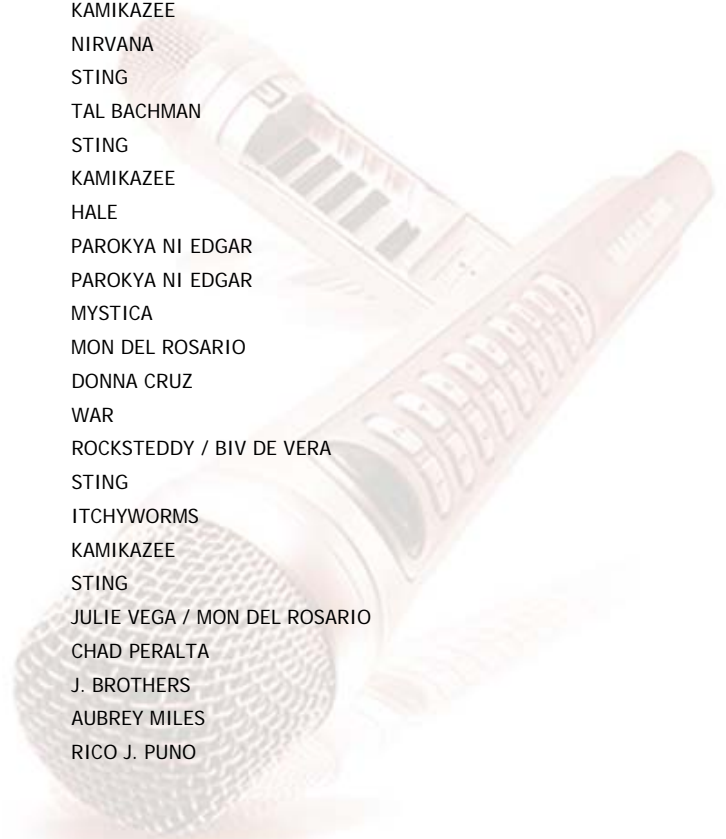 KAMIKAZEE
NIRVANA
STING
TAL BACHMAN
STING
KAMIKAZEE
HALE
PAROKYA NI EDGAR
PAROKYA NI EDGAR
MYSTICA
MON DEL ROSARIO
DONNA CRUZ
WAR
ROCKSTEDDY / BIV DE VERA
STING
ITCHYWORMS
KAMIKAZEE
STING
JULIE VEGA / MON DEL ROSARIO
CHAD PERALTA
J. BROTHERS
AUBREY MILES
RICO J. PUNO